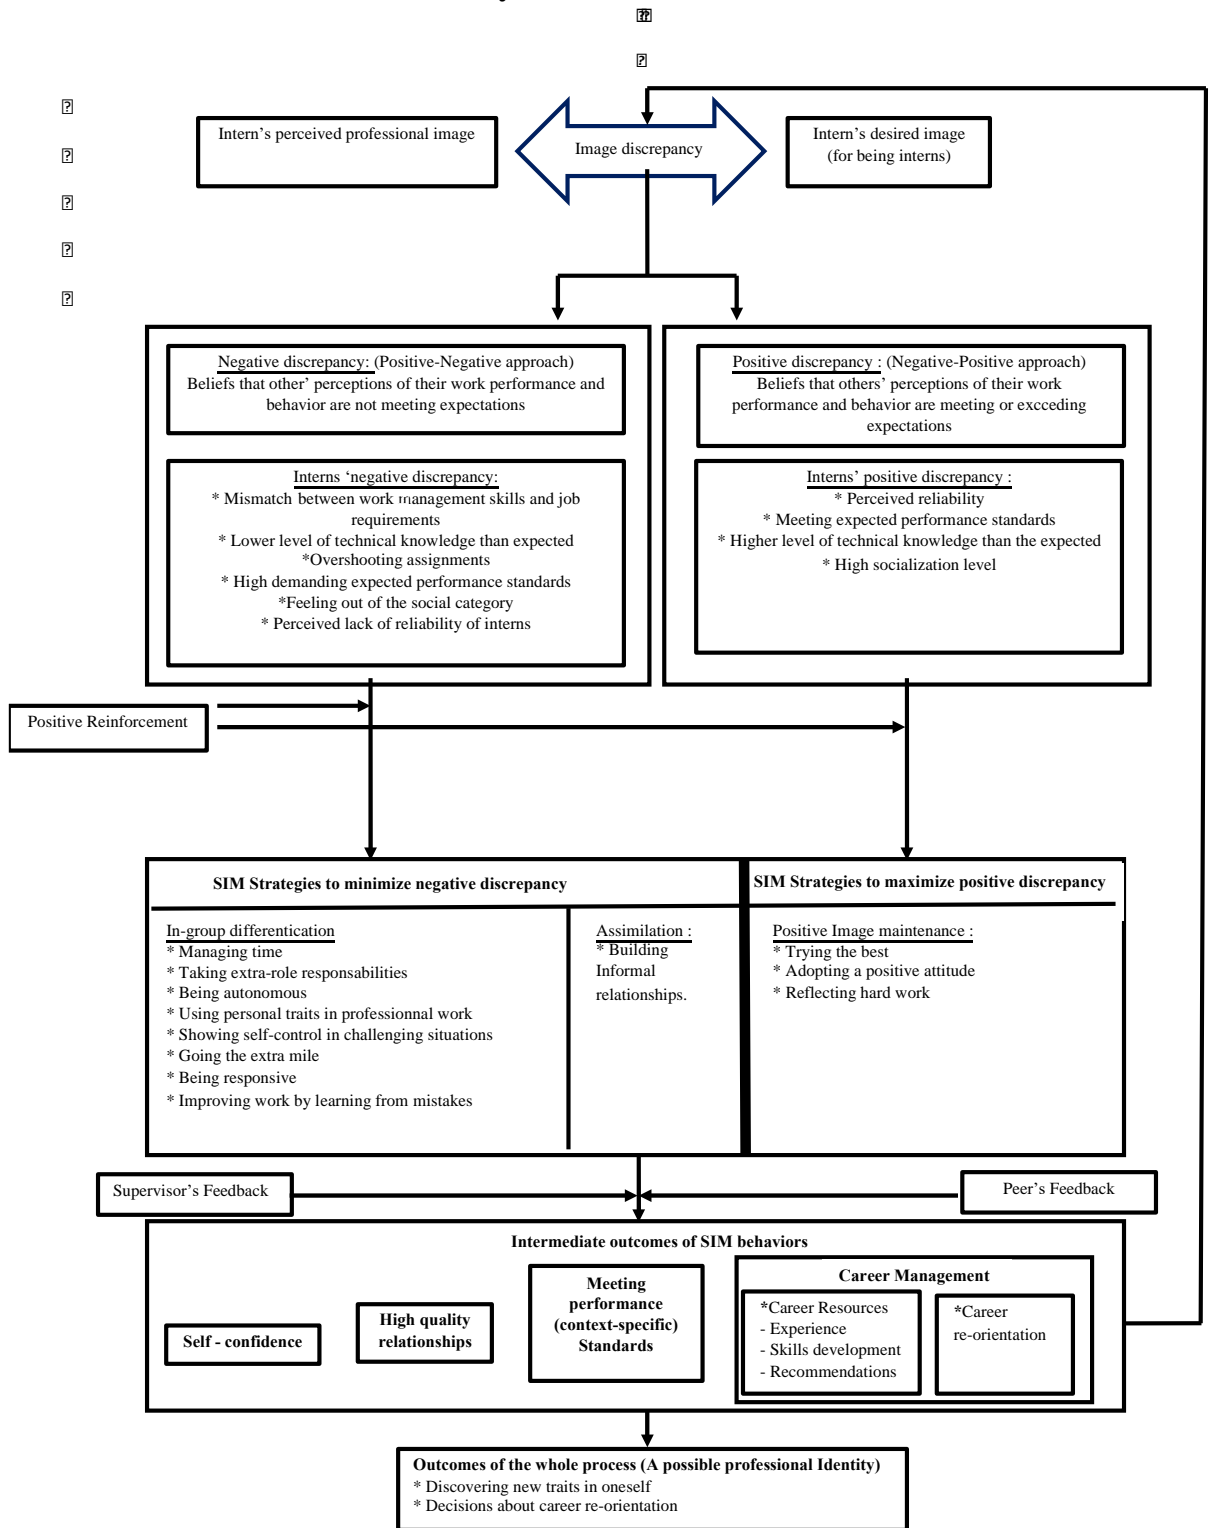 Intern’s perceived professional image
Image discrepancy
Intern’s desired image
(for being interns)
Negative discrepancy: (Positive-Negative approach)
Beliefs that other’ perceptions of their work performance and
behavior are not meeting expectations
Positive discrepancy : (Negative-Positive approach)
Beliefs that others’ perceptions of their work
performance and behavior are meeting or excceding
expectations
Interns ‘negative discrepancy:
* Mismatch between work management skills and job
requirements
* Lower level of technical knowledge than expected
*Overshooting assignments
* High demanding expected performance standards
*Feeling out of the social category
* Perceived lack of reliability of interns
Interns’ positive discrepancy :
* Perceived reliability
* Meeting expected performance standards
* Higher level of technical knowledge than the expected
* High socialization level
Positive Reinforcement
SIM Strategies to minimize negative discrepancy
SIM Strategies to maximize positive discrepancy
In-group differentication
* Managing time
* Taking extra-role responsabilities
* Being autonomous
* Using personal traits in professionnal work
* Showing self-control in challenging situations
* Going the extra mile
* Being responsive
* Improving work by learning from mistakes
Assimilation :
* Building
Informal
relationships.
Positive Image maintenance :
* Trying the best
* Adopting a positive attitude
* Reflecting hard work
Supervisor’s Feedback
Peer’s Feedback
Intermediate outcomes of SIM behaviors
Self - confidence
High quality
relationships
Meeting
performance
(context-specific)
Standards
Career Management
*Career Resources
- Experience
- Skills development
- Recommendations
*Career
re-orientation
Outcomes of the whole process (A possible professional Identity)
* Discovering new traits in oneself
* Decisions about career re-orientation